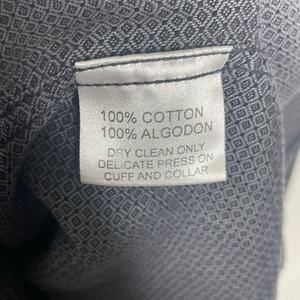 100% COTTON
100% ALGODON
DRY CLEAN ONLY
DELICATE PRESS ON
CUFF AND COLLAR